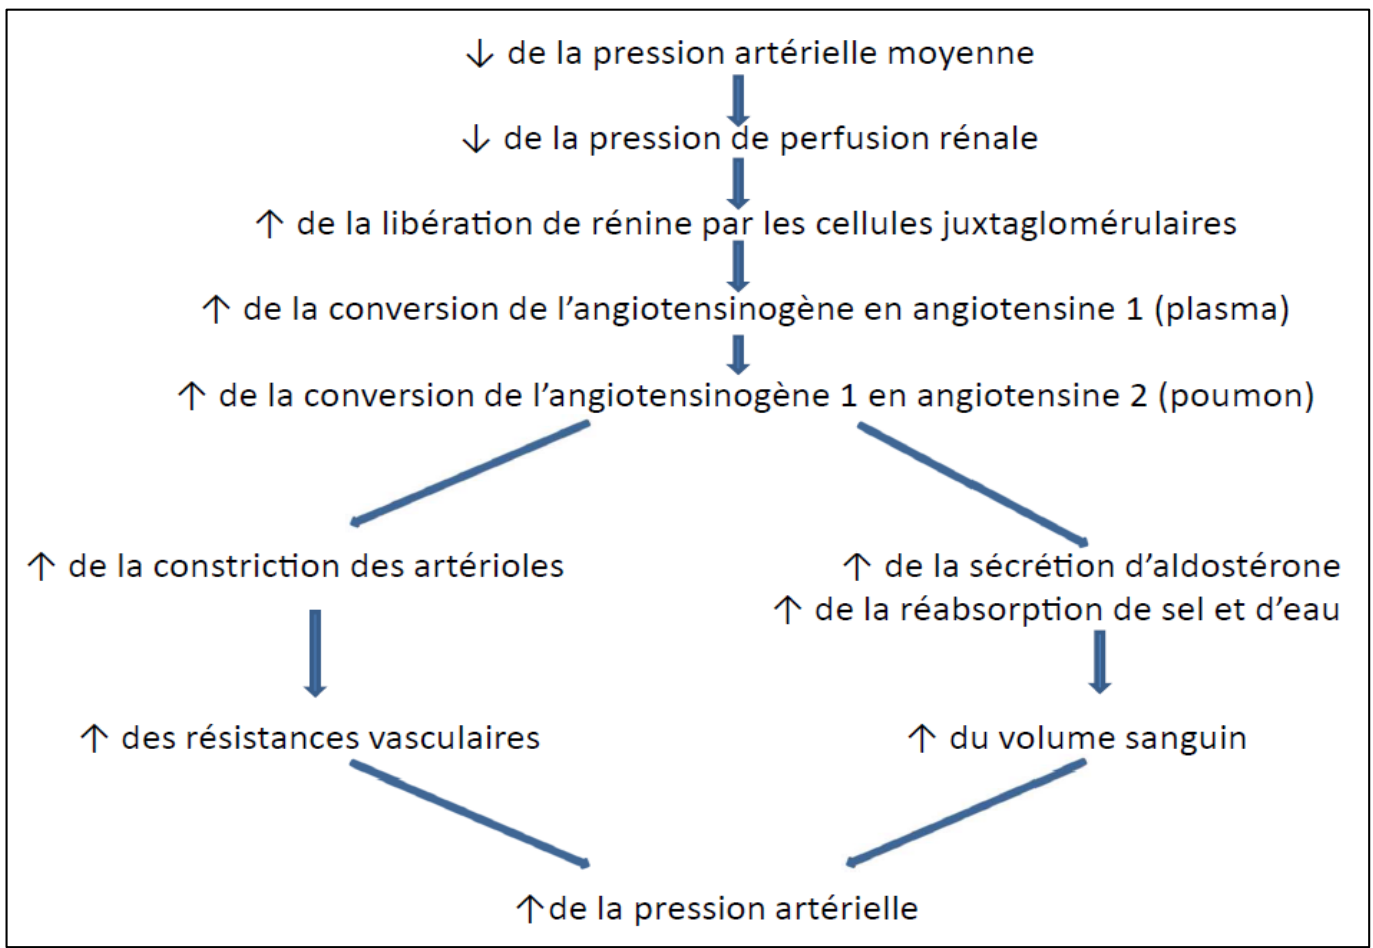 ↓ de la pression artérielle moyenne
↓ de la pression de perfusion rénale
↑ de la libération de rénine par les cellules juxtaglomérulaires
↑ de la conversion de l’angiotensinogène en angiotensine 1 (plasma)
↑ de la conversion de l’angiotensinogène 1 en angiotensine 2 (poumon)
↑ de la constriction des artérioles
↑ de la sécrétion d’aldostérone
↑ de la réabsorption de sel et d’eau
↑ des résistances vasculaires
↑ du volume sanguin
↑de la pression artérielle